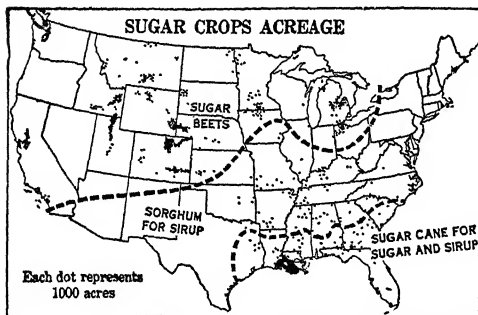 SUGAR CROPS ACREAGE
SUGAR
BEETS
SORGHUM
FOR SIRUP
SUGAR CANE FOR
SUGAR AND SIRUP
Each dot represents
1000 acres